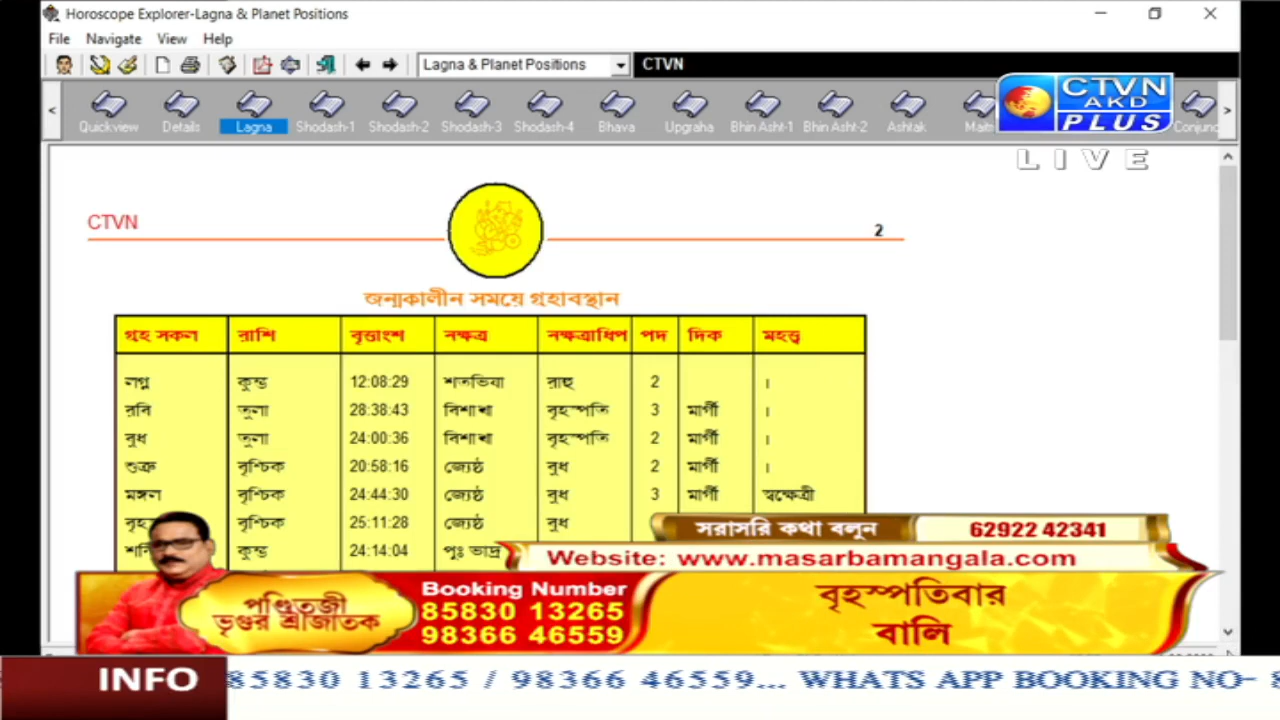 Horoscope Explorer-Lagna & Planet Positions
File Navigate View Help
Lagna & Planet Positions CTVN
Quickview Details Lagna Shodash-1 Shodash-2 Shodash-3 Shodash-4 Bhava Upgraha Bhin Asht-1 Bhin Asht-2 Ashtak
CTVN
AKD
PLUS
LIVE
CTVN
2
জন্মকালীন সময়ে গ্রহাবস্থান
গ্রহ সকল রাশি বৃত্তাংশ নক্ষত্র নক্ষত্রাধিপ পদ দিক মহত্ত্ব
লগ্ন কুম্ভ 12:08:29 শতভিষা রাহু 2 ।
রবি তুলা 28:38:43 বিশাখা বৃহস্পতি 3 মার্গী ।
বুধ তুলা 24:00:36 বিশাখা বৃহস্পতি 2 মার্গী ।
শুক্র বৃশ্চিক 20:58:16 জ্যেষ্ঠ বুধ 2 মার্গী ।
মঙ্গল বৃশ্চিক 24:44:30 জ্যেষ্ঠ বুধ 3 মার্গী স্বক্ষেত্রী
বৃশ্চিক 25:11:28 জ্যেষ্ঠ বুধ
কুম্ভ 24:14:04 পুঃ ভাদ্র
সরাসরি কথা বলুন 62922 42341
Website: www.masarbamangala.com
পণ্ডিতজী
ভৃগুর শ্রীজাতক
Booking Number
85830 13265
98366 46559
বৃহস্পতিবার
বালি
INFO 85830 13265 / 98366 46559... WHATS APP BOOKING NO-